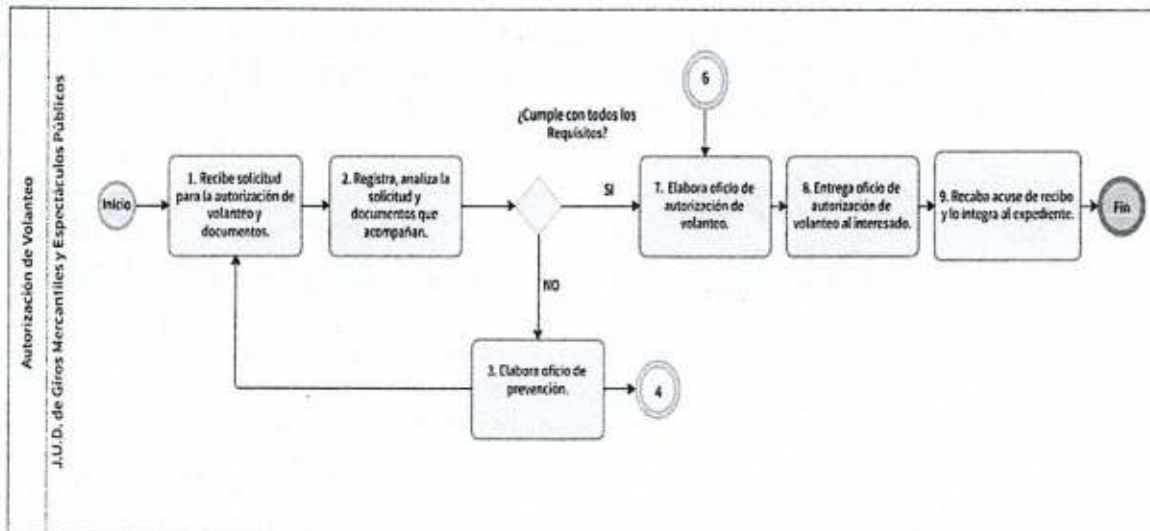 Autorización de Volanteo
J.U.D. de Giros Mercantiles y Espectáculos Públicos
Inicio
1. Recibe solicitud
para la autorización de
volanteo y
documentos.
2. Registra, analiza la
solicitud y
documentos que
acompañan.
¿Cumple con todos los
Requisitos?
SI
NO
3. Elabora oficio de
prevención.
4
6
7. Elabora oficio de
autorización de
volanteo.
8. Entrega oficio de
autorización de
volanteo al interesado.
9. Recaba acuse de recibo
y lo integra al expediente.
Fin